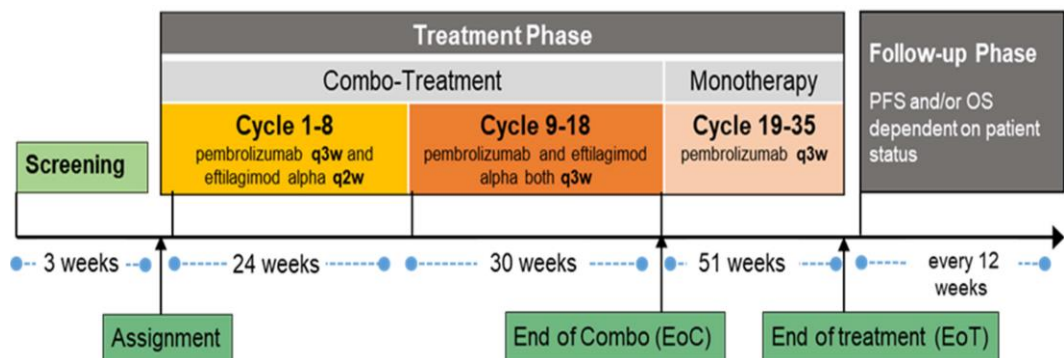 Treatment Phase
Combo-Treatment
Monotherapy
Follow-up Phase
PFS and/or OS
dependent on patient
status
Screening
Cycle 1-8
pembrolizumab q3w and
eftilagimod alpha q2w
Cycle 9-18
pembrolizumab and eftilagimod
alpha both q3w
Cycle 19-35
pembrolizumab q3w
3 weeks
24 weeks
30 weeks
51 weeks
every 12
weeks
Assignment
End of Combo (EoC)
End of treatment (EoT)